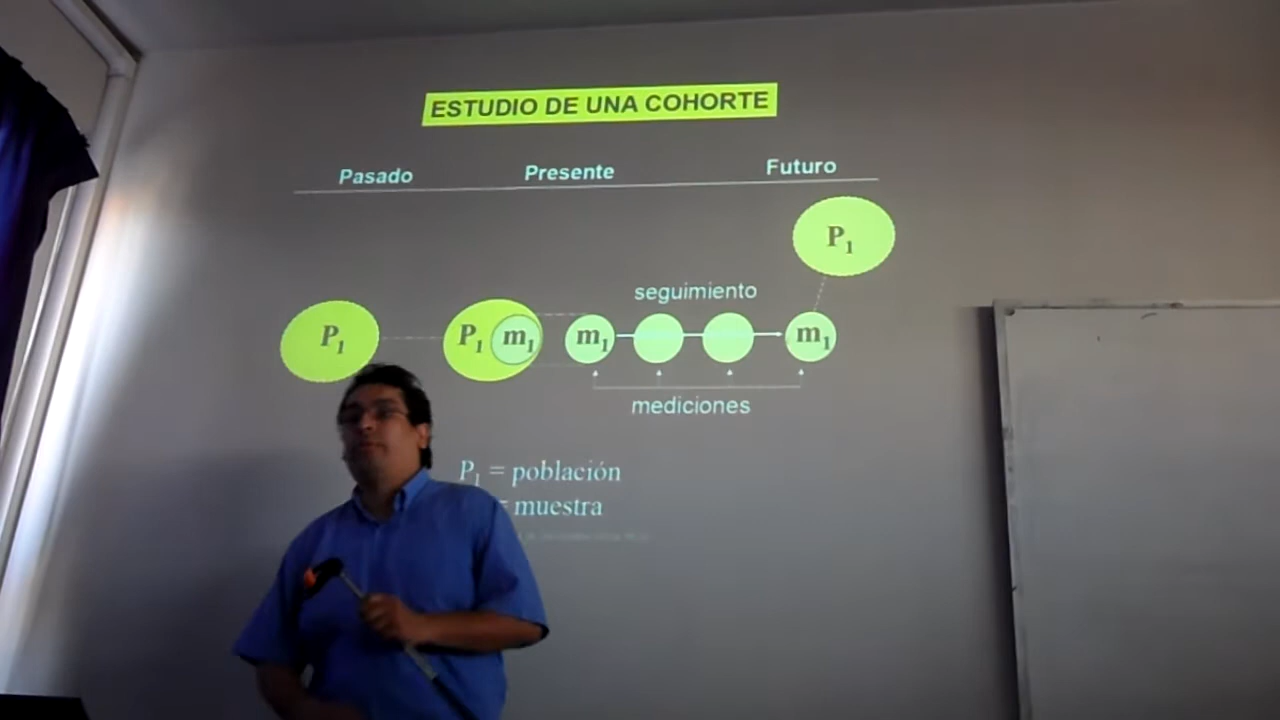 ESTUDIO DE UNA COHORTE
Pasado Presente Futuro
P1
seguimiento
P1 P1 m1 m1 m1
mediciones
P1 = población
= muestra